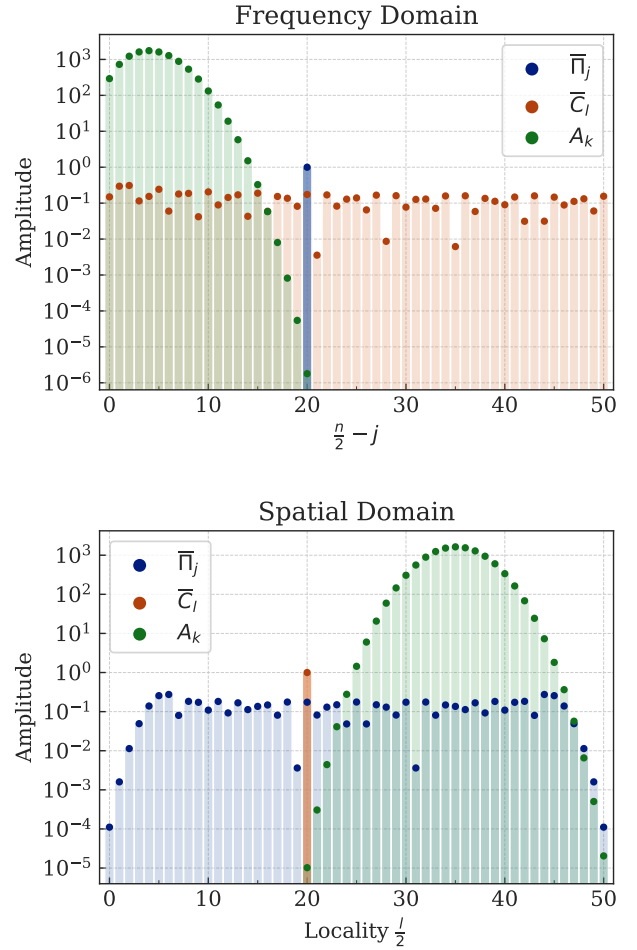 Frequency Domain
Amplitude
10³
10²
10¹
10⁰
10⁻¹
10⁻²
10⁻³
10⁻⁴
10⁻⁵
10⁻⁶
Π̅ⱼ
C̅ₗ
Aₖ
0 10 20 30 40 50
n/2 − j
Spatial Domain
Amplitude
10³
10²
10¹
10⁰
10⁻¹
10⁻²
10⁻³
10⁻⁴
10⁻⁵
Π̅ⱼ
C̅ₗ
Aₖ
0 10 20 30 40 50
Locality l/2